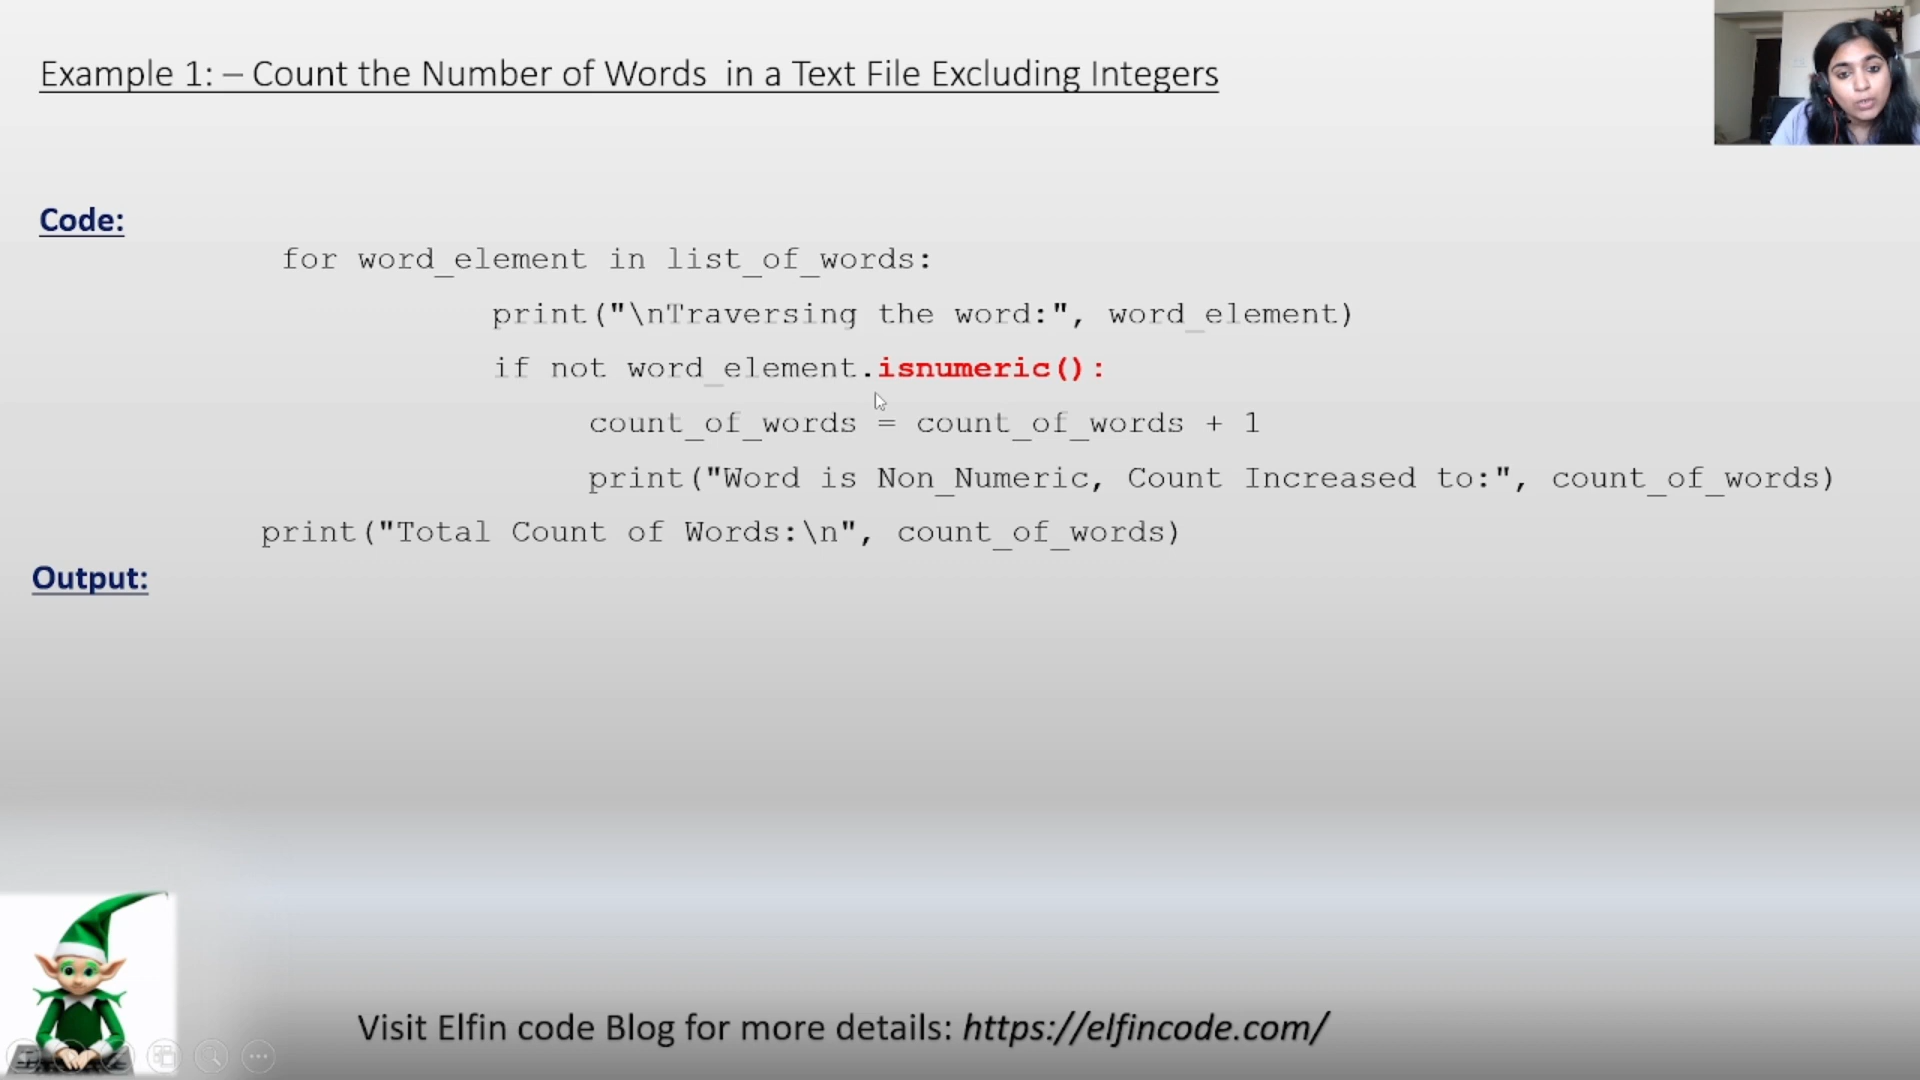 Example 1: – Count the Number of Words in a Text File Excluding Integers
Code:
for word_element in list_of_words:
print("\nTraversing the word:", word_element)
if not word_element.isnumeric():
count_of_words = count_of_words + 1
print("Word is Non_Numeric, Count Increased to:", count_of_words)
print("Total Count of Words:\n", count_of_words)
Output:
Visit Elfin code Blog for more details: https://elfincode.com/